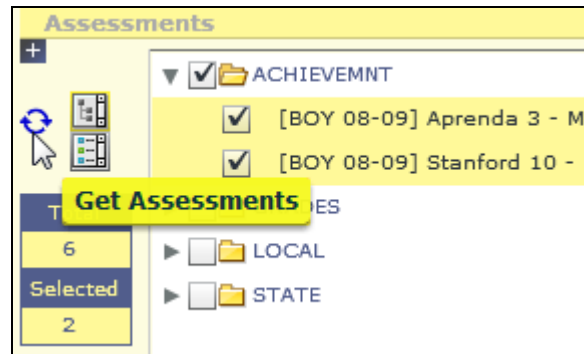 Assessments
+
ACHIEVEMNT
[BOY 08-09] Aprenda 3 - M
[BOY 08-09] Stanford 10 -
Get Assessments
LOCAL
STATE
6
Selected
2